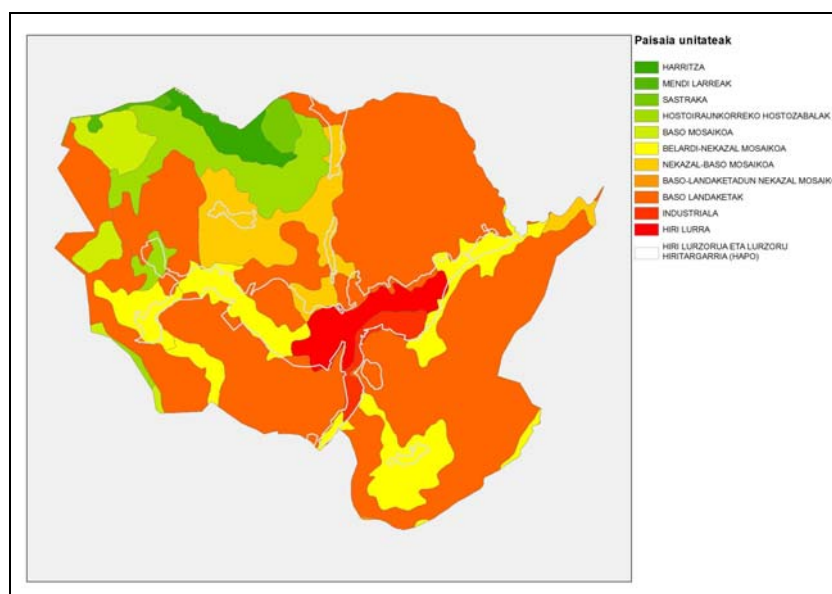 Paisaia unitateak
HARRITZA
MENDI LARREAK
SASTRAKA
HOSTOIRAUNKORREKO HOSTOZABALAK
BASO MOSAIKOA
BELARDI-NEKAZAL MOSAIKOA
NEKAZAL-BASO MOSAIKOA
BASO-LANDAKETADUN NEKAZAL MOSAIKO
BASO LANDAKETAK
INDUSTRIALA
HIRI LURRA
HIRI LURZORUA ETA LURZORU
HIRITARGARRIA (HAPO)